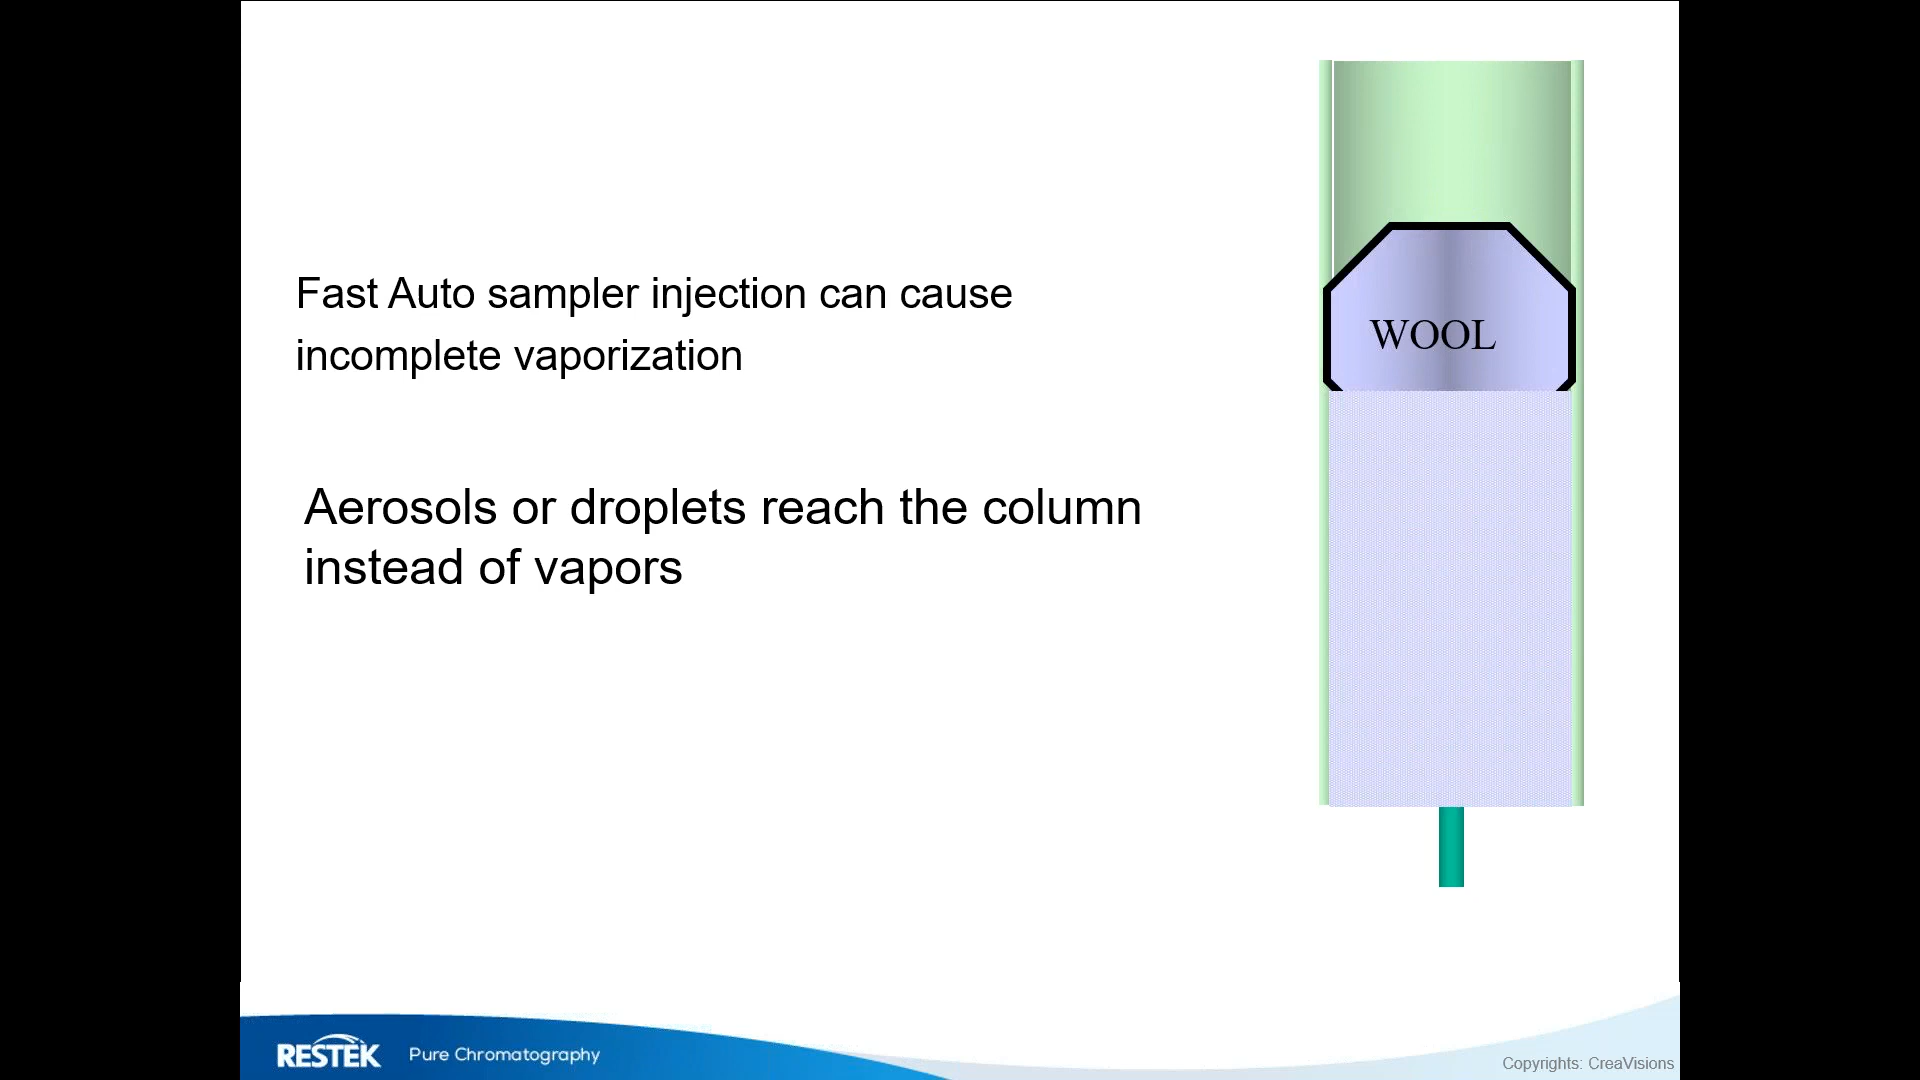 Fast Auto sampler injection can cause
incomplete vaporization
WOOL
Aerosols or droplets reach the column
instead of vapors
RESTEK Pure Chromatography
Copyrights: CreaVisions